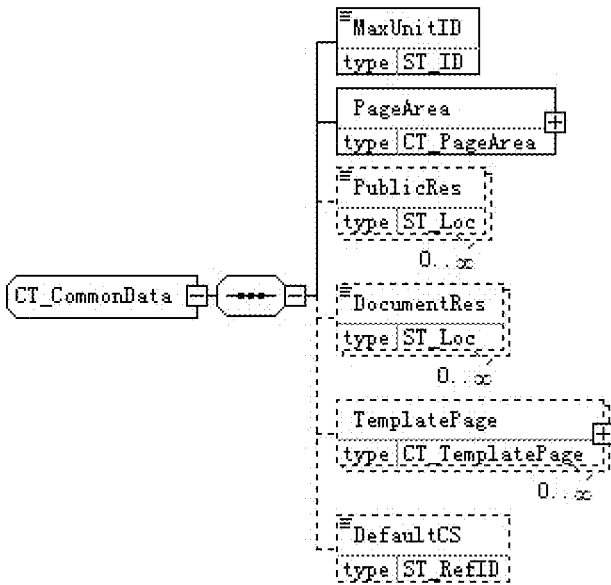 MaxUnitID
type ST_ID
PageArea
type CT_PageArea
PublicRes
type ST_Loc
0..∞
CT_CommonData
DocumentRes
type ST_Loc
0..∞
TemplatePage
type CT_TemplatePage
0..∞
DefaultCS
type ST_RefID